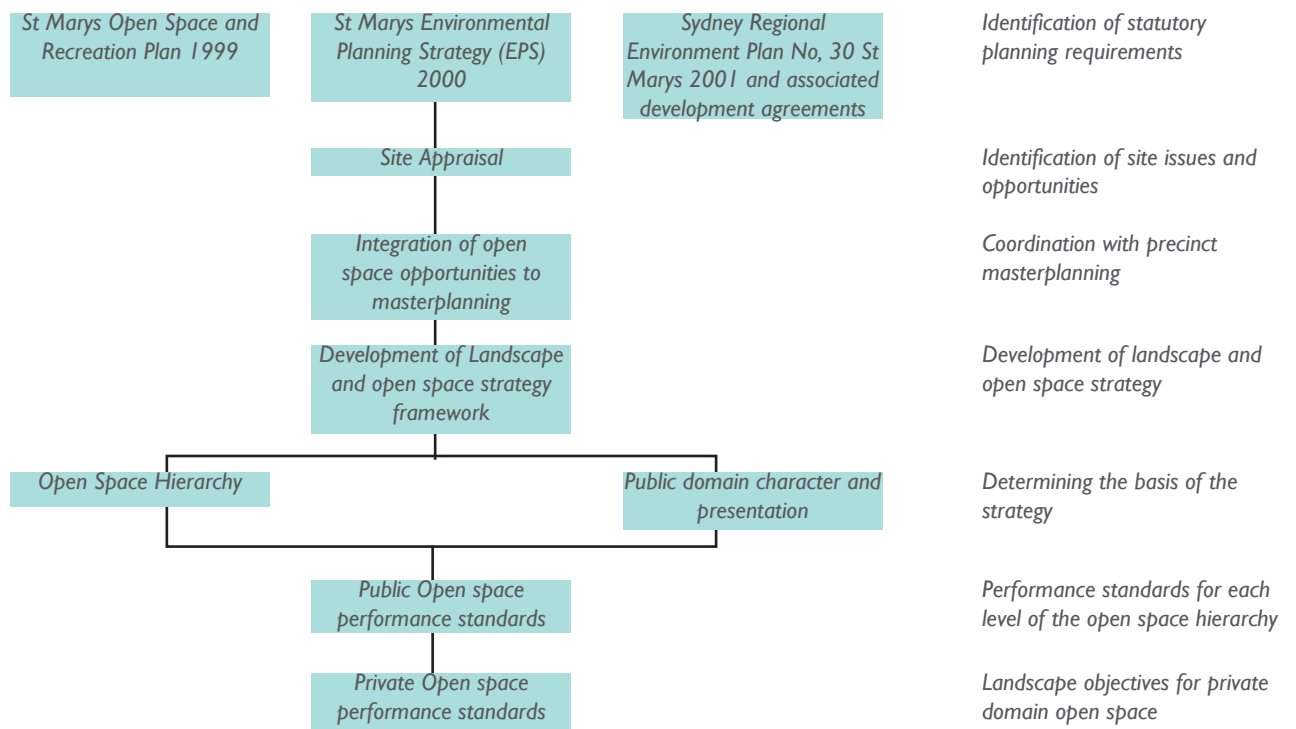 St Marys Open Space and
Recreation Plan 1999
St Marys Environmental
Planning Strategy (EPS)
2000
Sydney Regional
Environment Plan No, 30 St
Marys 2001 and associated
development agreements
Identification of statutory
planning requirements
Site Appraisal
Identification of site issues and
opportunities
Integration of open
space opportunities to
masterplanning
Coordination with precinct
masterplanning
Development of Landscape
and open space strategy
framework
Development of landscape and
open space strategy
Open Space Hierarchy
Public domain character and
presentation
Determining the basis of the
strategy
Public Open space
performance standards
Performance standards for each
level of the open space hierarchy
Private Open space
performance standards
Landscape objectives for private
domain open space